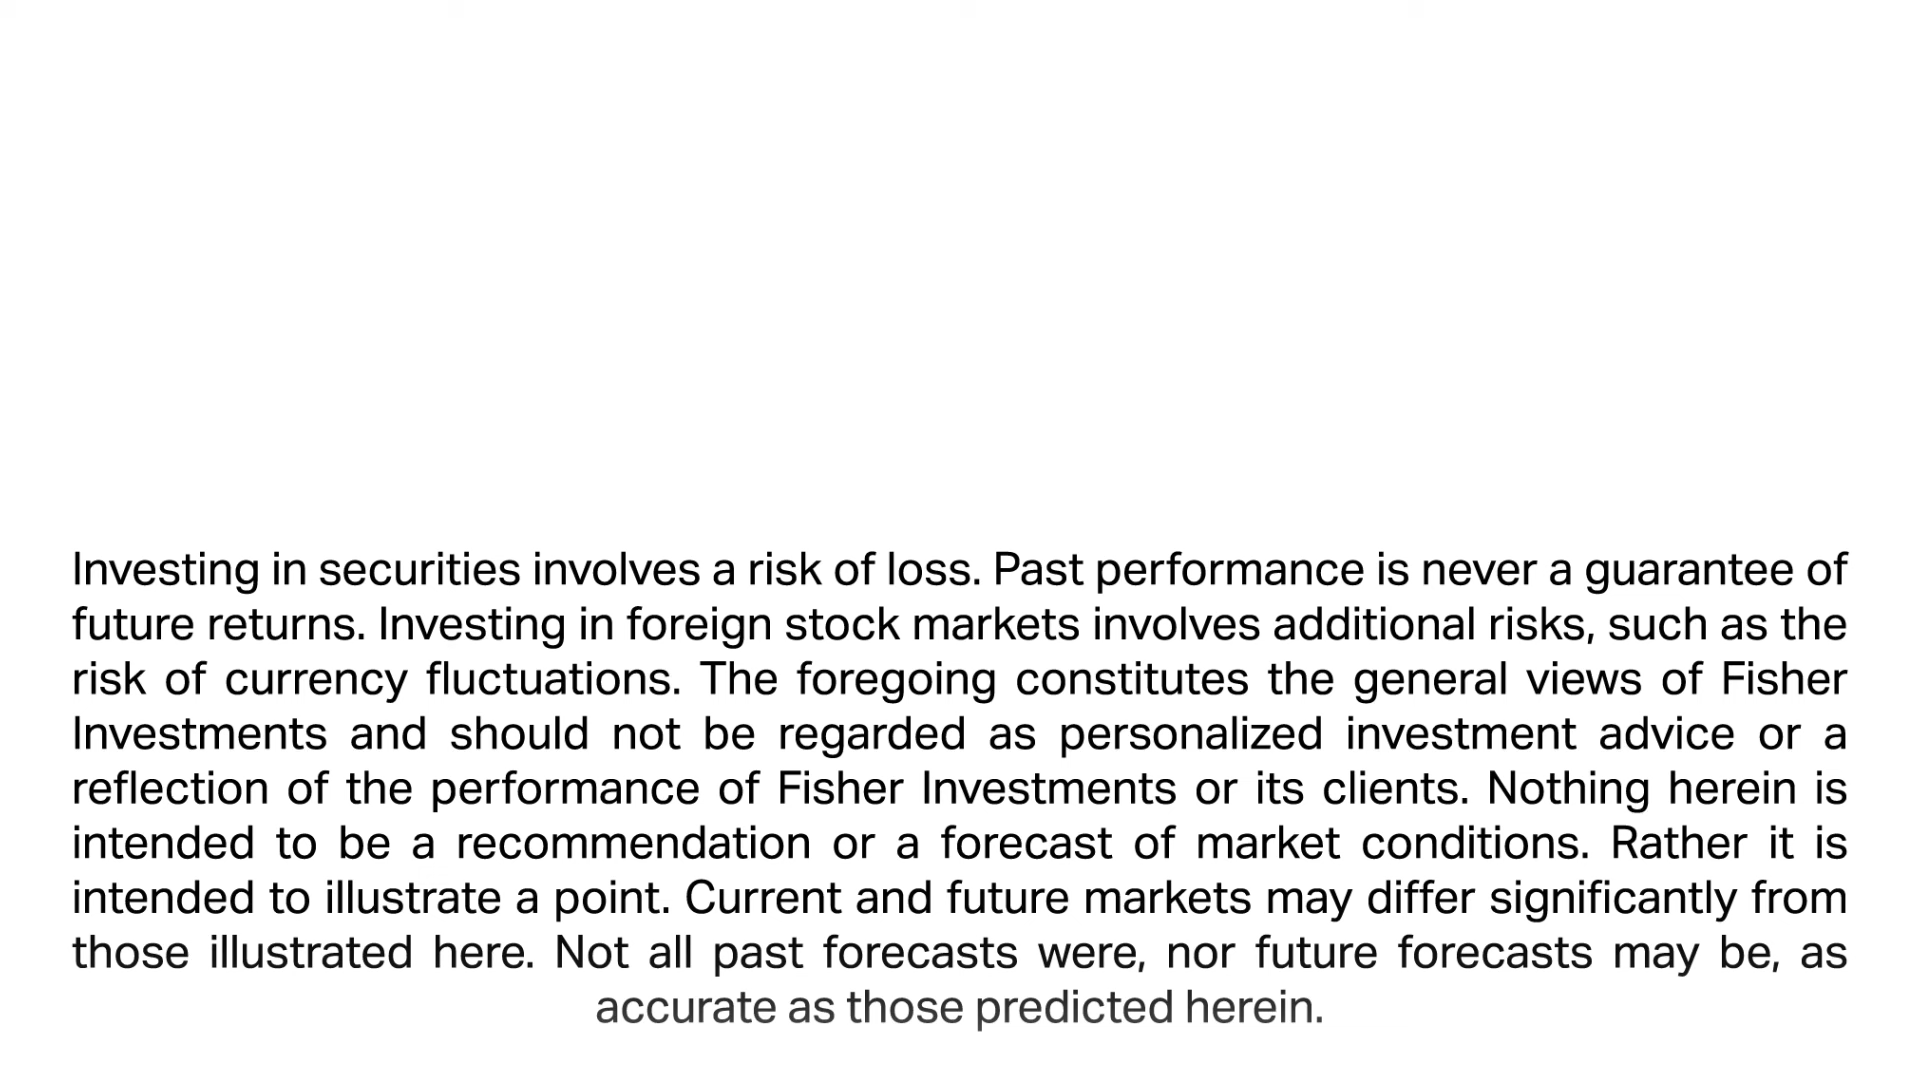 Investing in securities involves a risk of loss. Past performance is never a guarantee of
future returns. Investing in foreign stock markets involves additional risks, such as the
risk of currency fluctuations. The foregoing constitutes the general views of Fisher
Investments and should not be regarded as personalized investment advice or a
reflection of the performance of Fisher Investments or its clients. Nothing herein is
intended to be a recommendation or a forecast of market conditions. Rather it is
intended to illustrate a point. Current and future markets may differ significantly from
those illustrated here. Not all past forecasts were, nor future forecasts may be, as
accurate as those predicted herein.